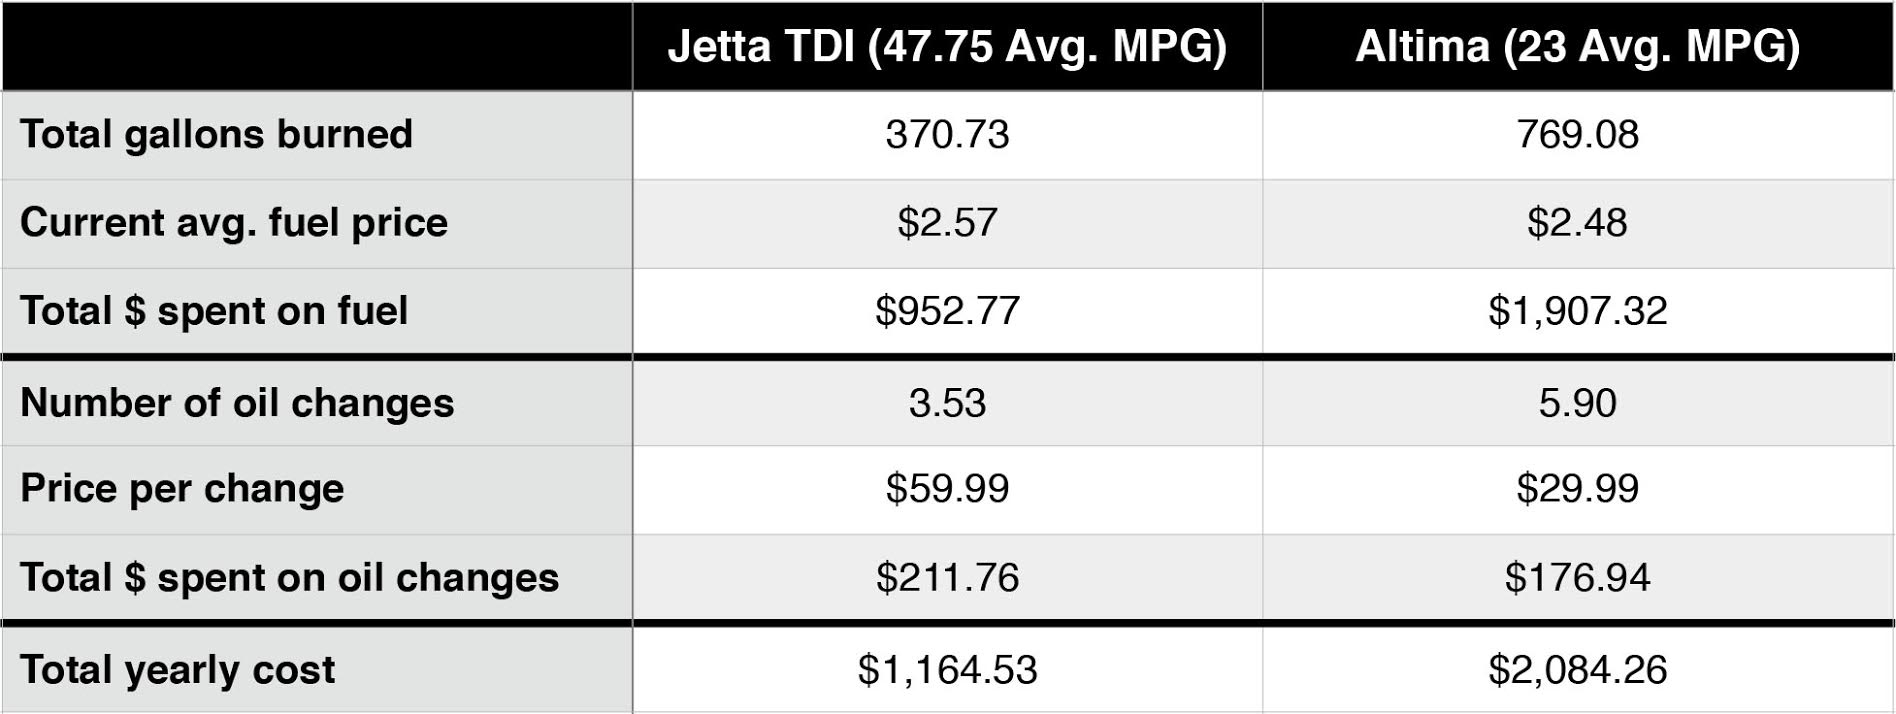 Jetta TDI (47.75 Avg. MPG) Altima (23 Avg. MPG)
Total gallons burned 370.73 769.08
Current avg. fuel price $2.57 $2.48
Total $ spent on fuel $952.77 $1,907.32
Number of oil changes 3.53 5.90
Price per change $59.99 $29.99
Total $ spent on oil changes $211.76 $176.94
Total yearly cost $1,164.53 $2,084.26